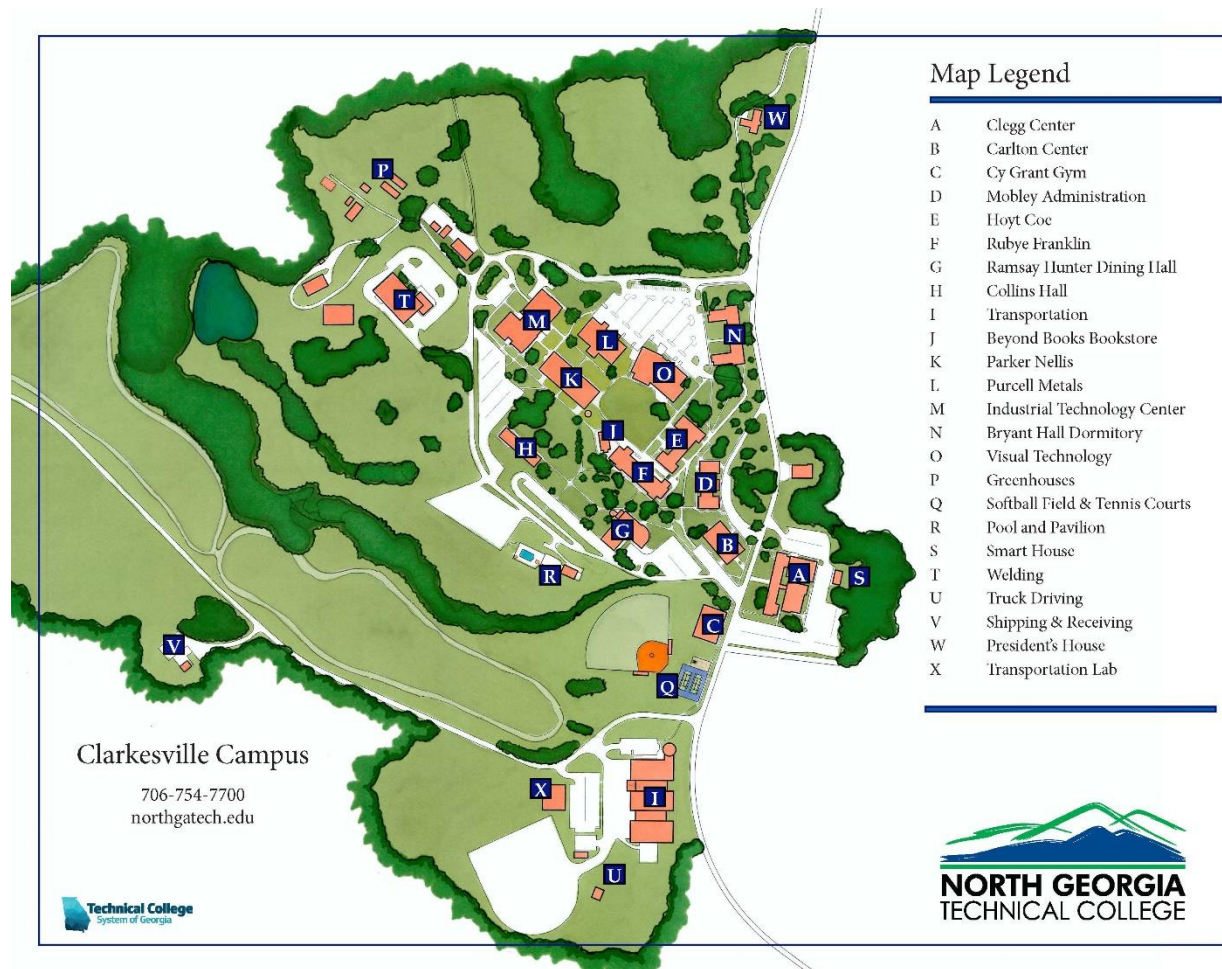 Map Legend
A Clegg Center
B Carlton Center
C Cy Grant Gym
D Mobley Administration
E Hoyt Coe
F Rubye Franklin
G Ramsay Hunter Dining Hall
H Collins Hall
I Transportation
J Beyond Books Bookstore
K Parker Nellis
L Purcell Metals
M Industrial Technology Center
N Bryant Hall Dormitory
O Visual Technology
P Greenhouses
Q Softball Field & Tennis Courts
R Pool and Pavilion
S Smart House
T Welding
U Truck Driving
V Shipping & Receiving
W President's House
X Transportation Lab
W
P
T
M
L
N
K
O
J
E
H
F
D
G
B
R
A
S
C
V
Q
X
I
U
Clarkesville Campus
706-754-7700
northgatech.edu
Technical College
System of Georgia
NORTH GEORGIA
TECHNICAL COLLEGE